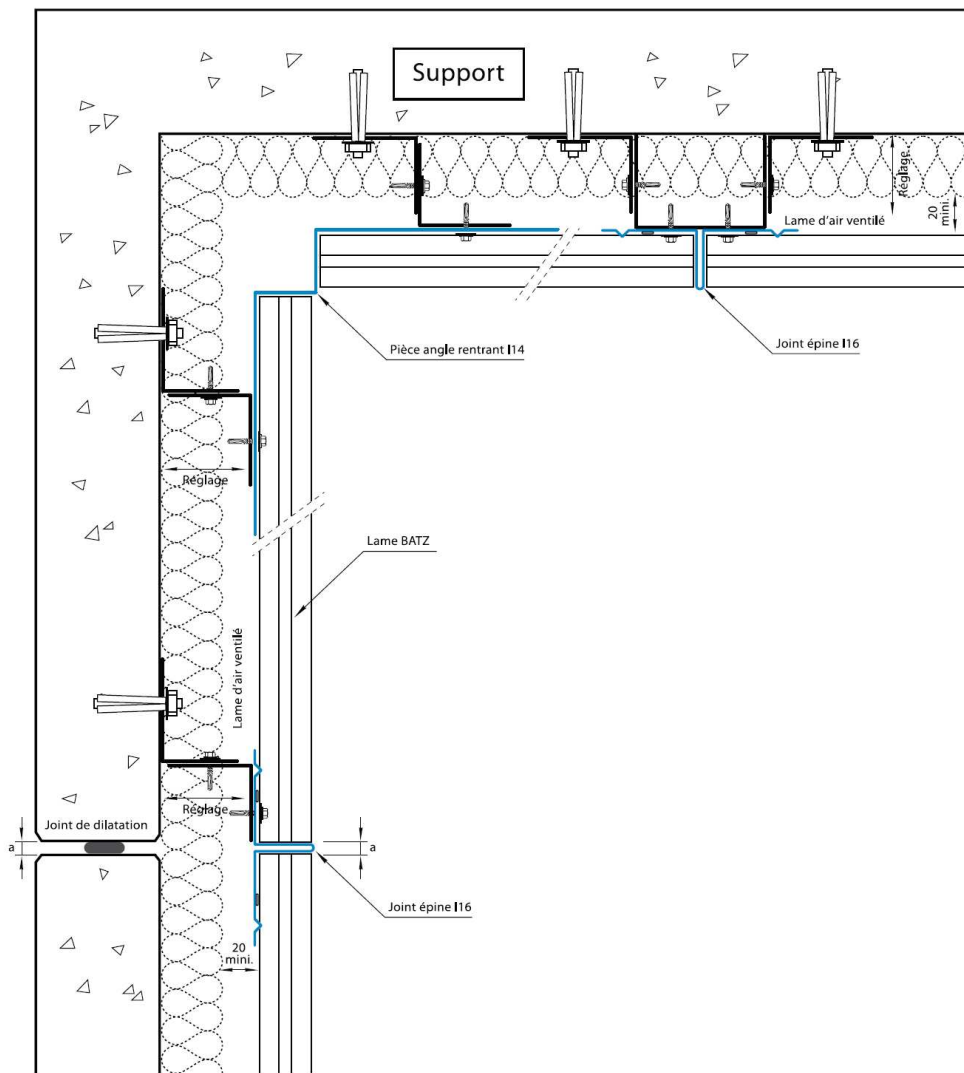 Support
Réglage
Lame d'air ventilé
20
mini.
Pièce angle rentrant I14
Joint épine I16
Réglage
Lame BATZ
Lame d'air ventilé
Réglage
Joint de dilatation
a
a
Joint épine I16
20
mini.